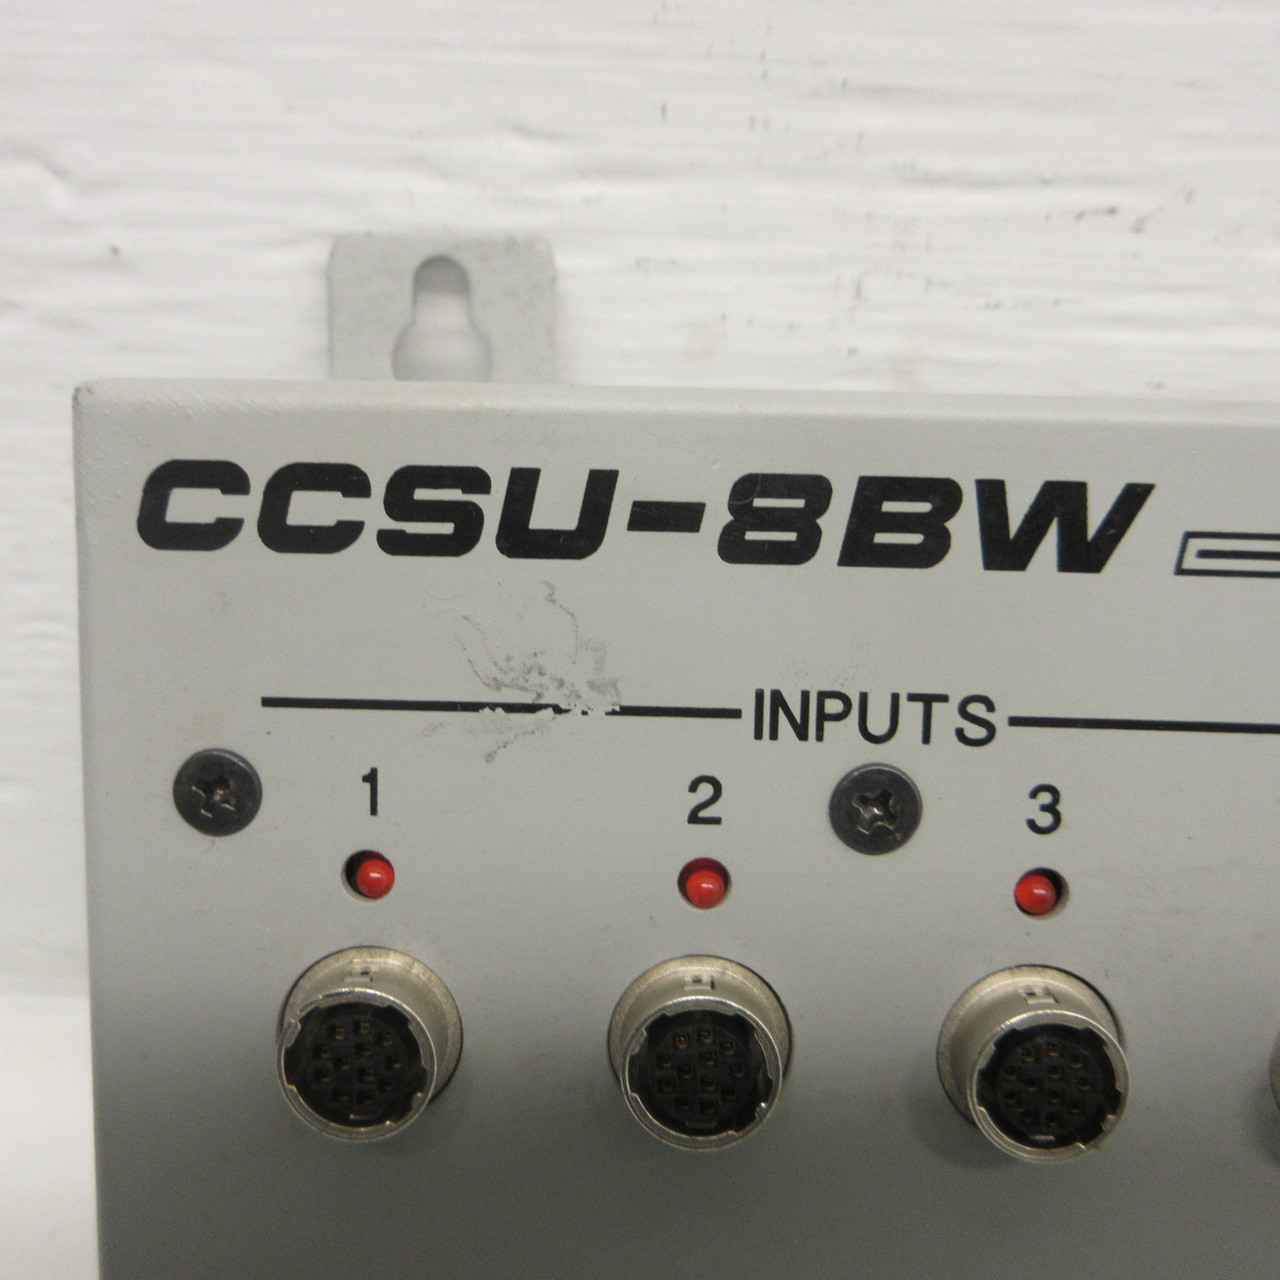 CCSU-8BW
INPUTS
1 2 3